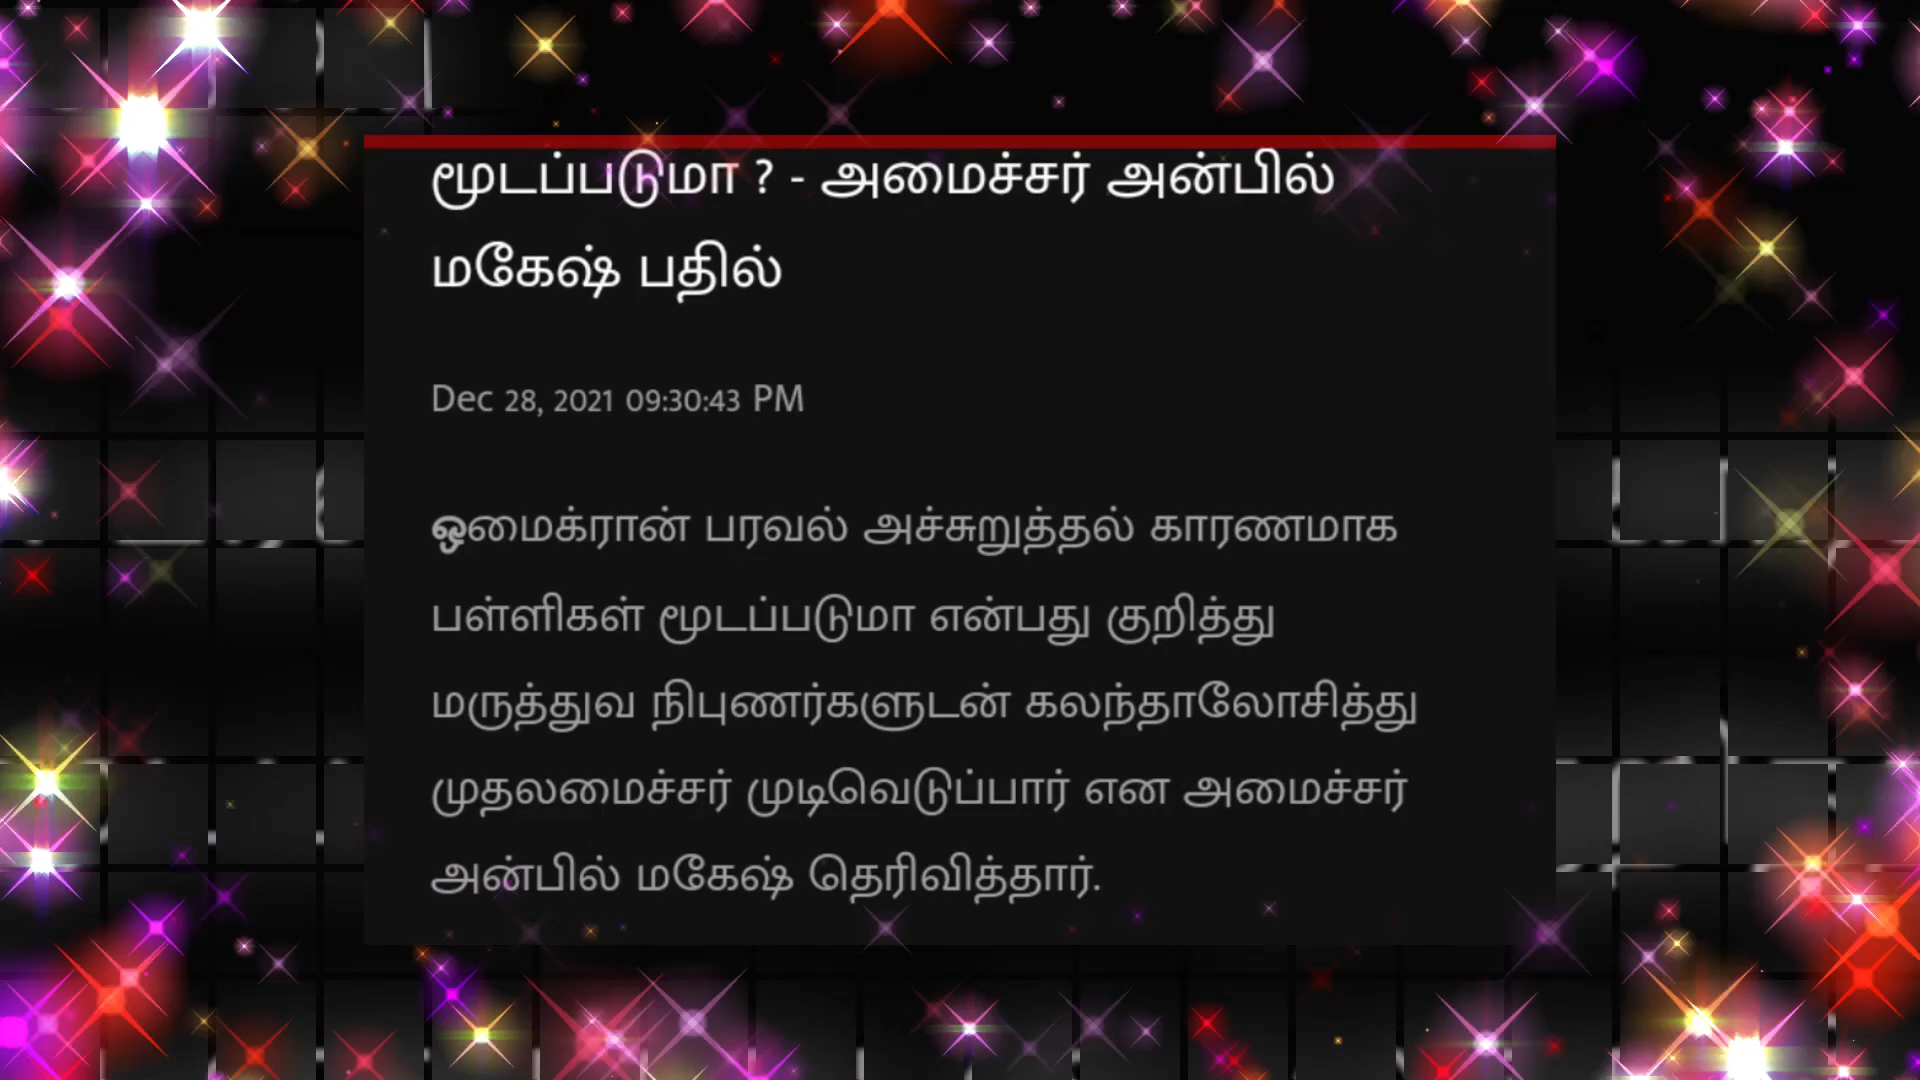 மூடப்படுமா ? - அமைச்சர் அன்பில்
மகேஷ் பதில்
Dec 28, 2021 09:30:43 PM
ஒமைக்ரான் பரவல் அச்சுறுத்தல் காரணமாக
பள்ளிகள் மூடப்படுமா என்பது குறித்து
மருத்துவ நிபுணர்களுடன் கலந்தாலோசித்து
முதலமைச்சர் முடிவெடுப்பார் என அமைச்சர்
அன்பில் மகேஷ் தெரிவித்தார்.